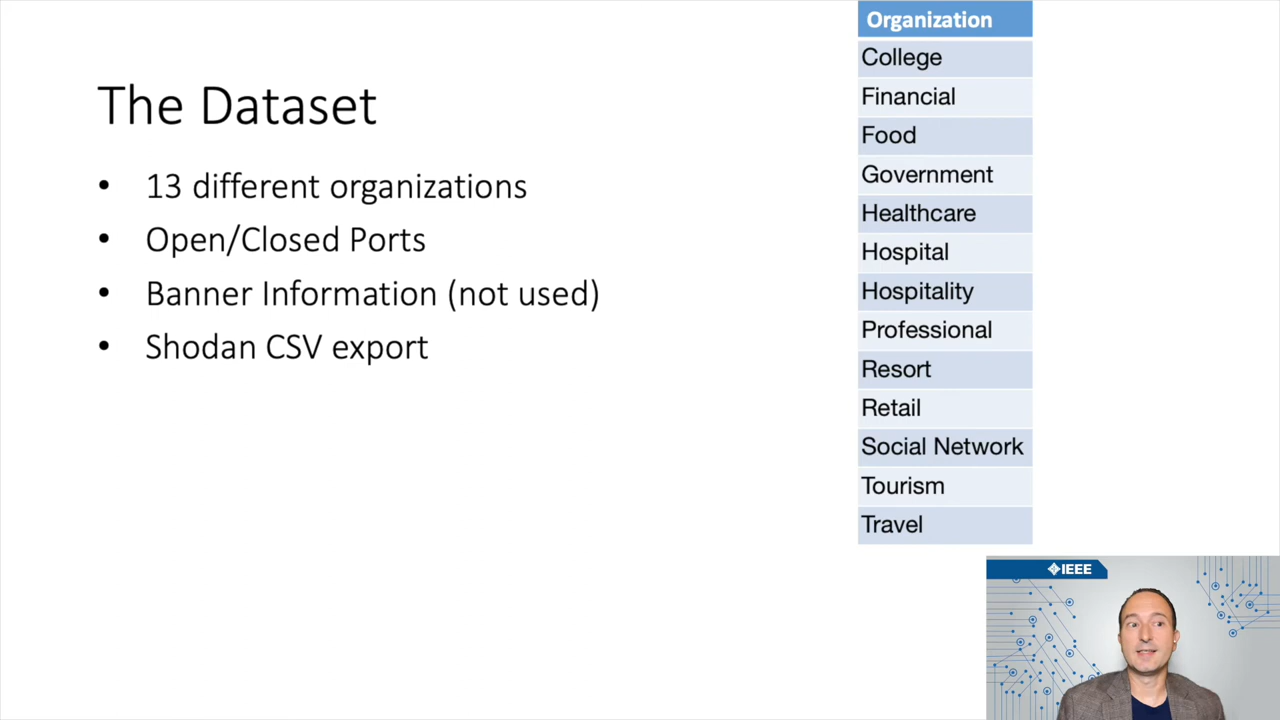 The Dataset
• 13 different organizations
• Open/Closed Ports
• Banner Information (not used)
• Shodan CSV export
Organization
College
Financial
Food
Government
Healthcare
Hospital
Hospitality
Professional
Resort
Retail
Social Network
Tourism
Travel
IEEE